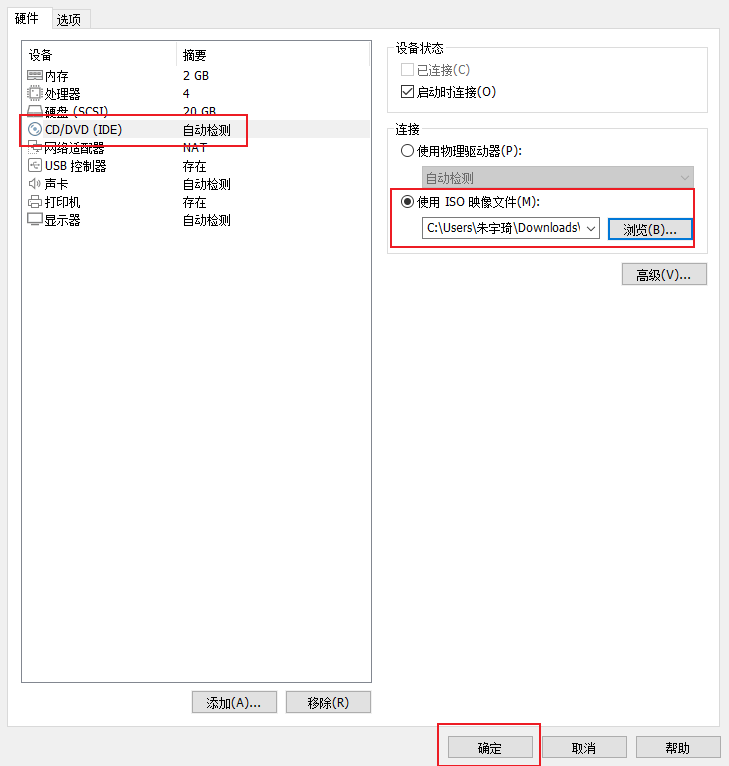 硬件 选项
设备 摘要
内存 2 GB
处理器 4
硬盘 (SCSI) 20 GB
CD/DVD (IDE) 自动检测
网络适配器 NAT
USB 控制器 存在
声卡 自动检测
打印机 存在
显示器 自动检测
添加(A)... 移除(R)
设备状态
已连接(C)
启动时连接(O)
连接
使用物理驱动器(P):
自动检测
使用 ISO 映像文件(M):
C:\Users\朱宇琦\Downloads\ 浏览(B)...
高级(V)...
确定 取消 帮助